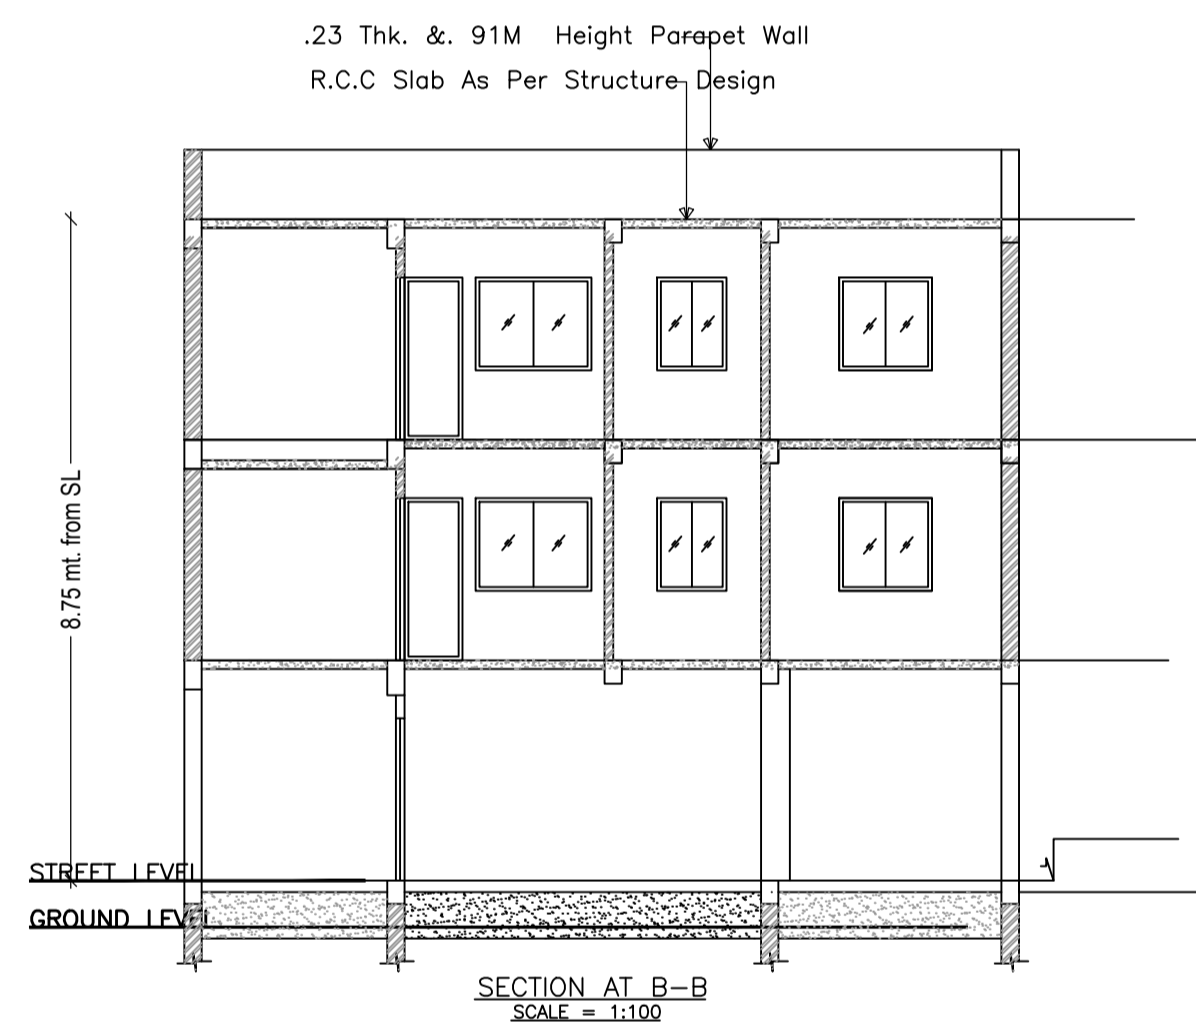 .23 Thk. &. 91M Height Parapet Wall
R.C.C Slab As Per Structure Design
8.75 mt. from SL
STREET LEVEL
GROUND LEVEL
SECTION AT B-B
SCALE = 1:100